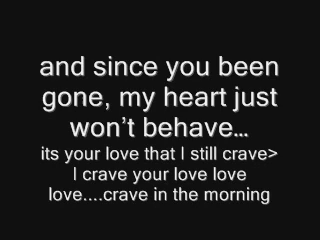 and since you been
gone, my heart just
won’t behave…
its your love that I still crave>
I crave your love love
love....crave in the morning